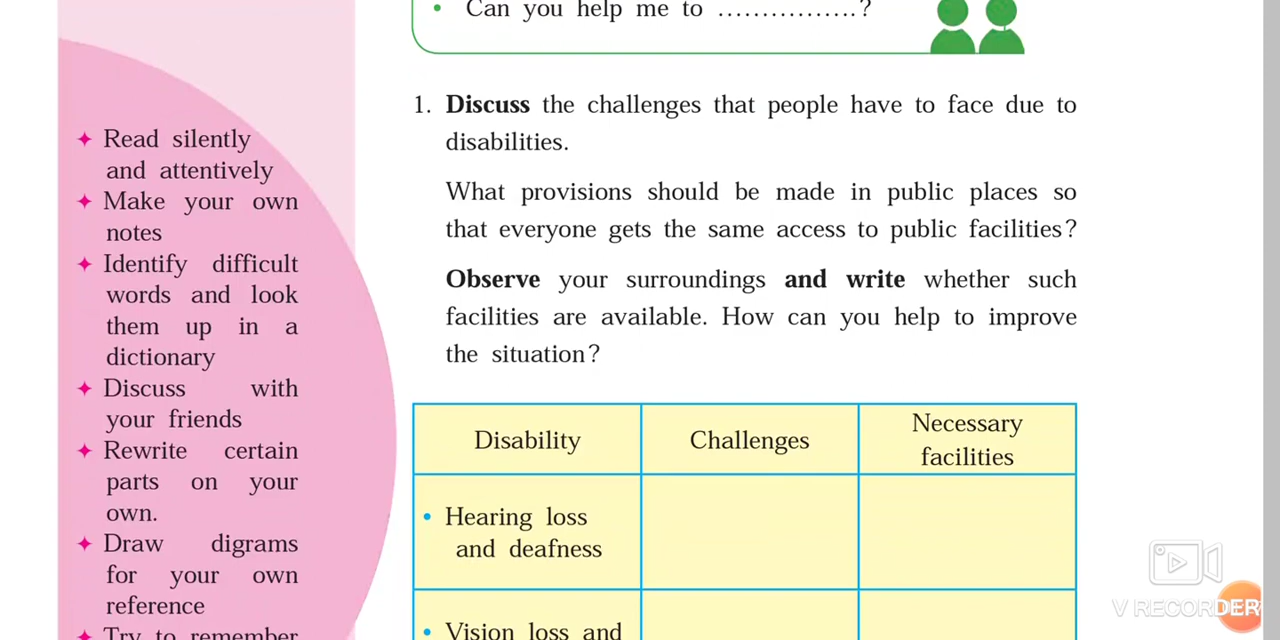 • Can you help me to ................?
✦ Read silently
and attentively
✦ Make your own
notes
✦ Identify difficult
words and look
them up in a
dictionary
✦ Discuss with
your friends
✦ Rewrite certain
parts on your
own.
✦ Draw digrams
for your own
reference
✦ Try to remember
1. Discuss the challenges that people have to face due to
disabilities.
What provisions should be made in public places so
that everyone gets the same access to public facilities?
Observe your surroundings and write whether such
facilities are available. How can you help to improve
the situation?
Disability
Challenges
Necessary
facilities
• Hearing loss
and deafness
• Vision loss and
V RECORDER